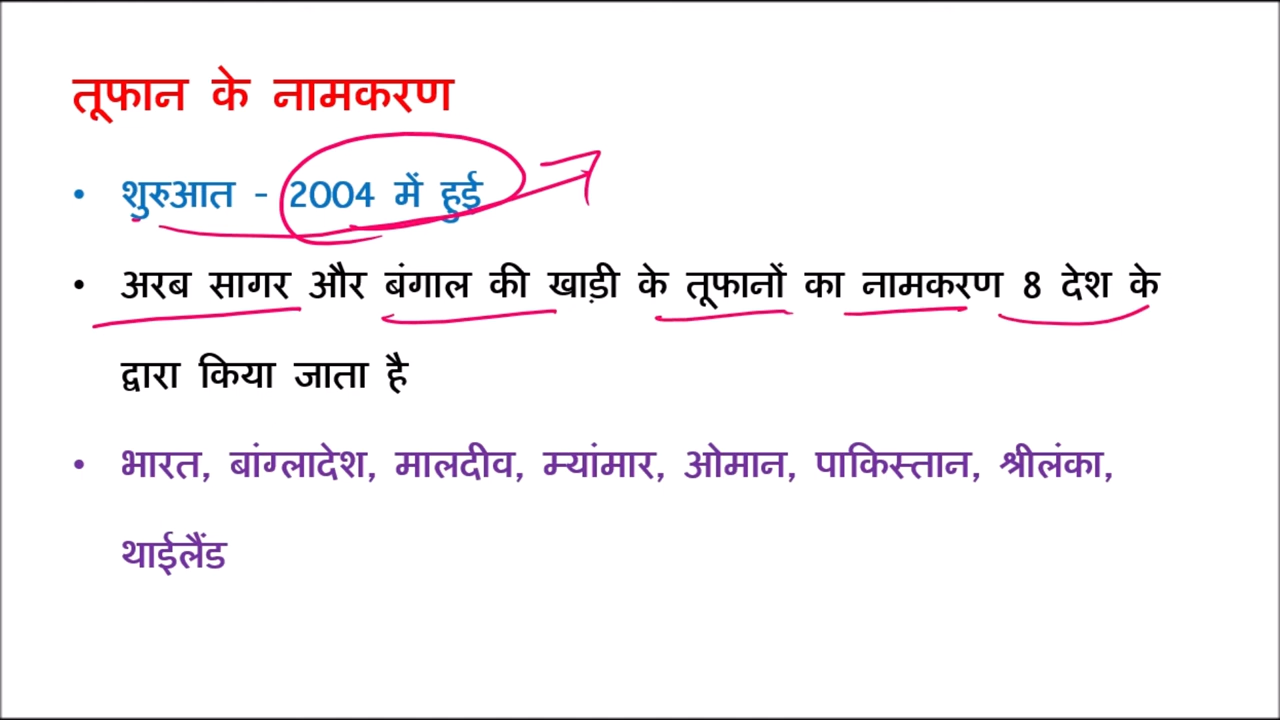 तूफान के नामकरण
• शुरुआत - 2004 में हुई
• अरब सागर और बंगाल की खाड़ी के तूफानों का नामकरण 8 देश के
द्वारा किया जाता है
• भारत, बांग्लादेश, मालदीव, म्यांमार, ओमान, पाकिस्तान, श्रीलंका,
थाईलैंड